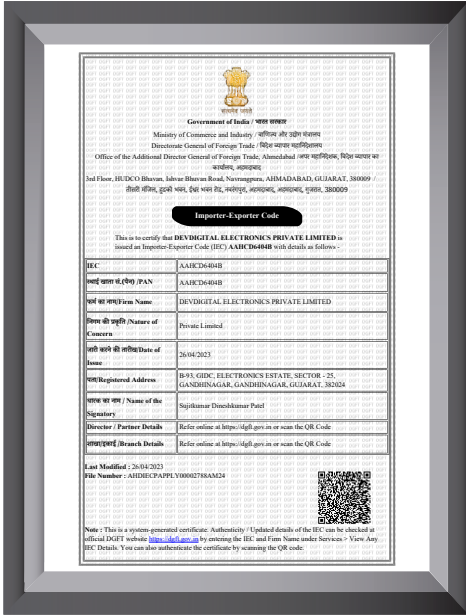 सत्यमेव जयते
Government of India / भारत सरकार
Ministry of Commerce and Industry / वाणिज्य और उद्योग मंत्रालय
Directorate General of Foreign Trade / विदेश व्यापार महानिदेशालय
Office of the Additional Director General of Foreign Trade, Ahmedabad /अपर महानिदेशक, विदेश व्यापार का
कार्यालय, अहमदाबाद
3rd Floor, HUDCO Bhavan, Ishvar Bhuvan Road, Navrangpura, AHMADABAD, GUJARAT, 380009 /
तीसरी मंजिल, हुडको भवन, ईश्वर भवन रोड, नवरंगपुरा, अहमदाबाद, अहमदाबाद, गुजरात, 380009
Importer-Exporter Code
This is to certify that DEVDIGITAL ELECTRONICS PRIVATE LIMITED is
issued an Importer-Exporter Code (IEC) AAHCD6404B with details as follows -
IEC AAHCD6404B
स्थाई खाता सं.(पैन) /PAN AAHCD6404B
फर्म का नाम/Firm Name DEVDIGITAL ELECTRONICS PRIVATE LIMITED
निगम की प्रकृति /Nature of
Concern Private Limited
जारी करने की तारीख/Date of
Issue 26/04/2023
पता/Registered Address B-93, GIDC, ELECTRONICS ESTATE, SECTOR - 25,
GANDHINAGAR, GANDHINAGAR, GUJARAT, 382024
धारक का नाम / Name of the
Signatory Sujitkumar Dineshkumar Patel
Director / Partner Details Refer online at https://dgft.gov.in or scan the QR Code
शाखा/इकाई /Branch Details Refer online at https://dgft.gov.in or scan the QR Code
Last Modified : 26/04/2023
File Number : AHDIECPAPPLY00002788AM24
Note : This is a system-generated certificate. Authenticity / Updated details of the IEC can be checked at
official DGFT website https://dgft.gov.in by entering the IEC and Firm Name under Services > View Any
IEC Details. You can also authenticate the certificate by scanning the QR code.